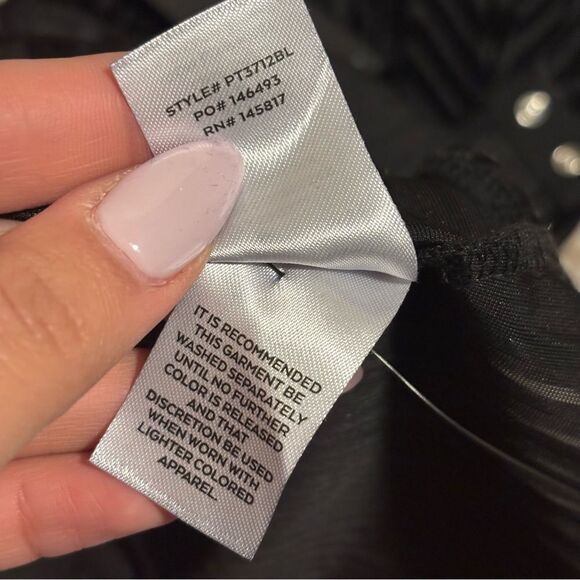 STYLE# PT3712BL
PO# 146493
RN# 145817
IT IS RECOMMENDED
THIS GARMENT BE
WASHED SEPARATELY
UNTIL NO FURTHER
COLOR IS RELEASED
AND THAT
DISCRETION BE USED
WHEN WORN WITH
LIGHTER COLORED
APPAREL.